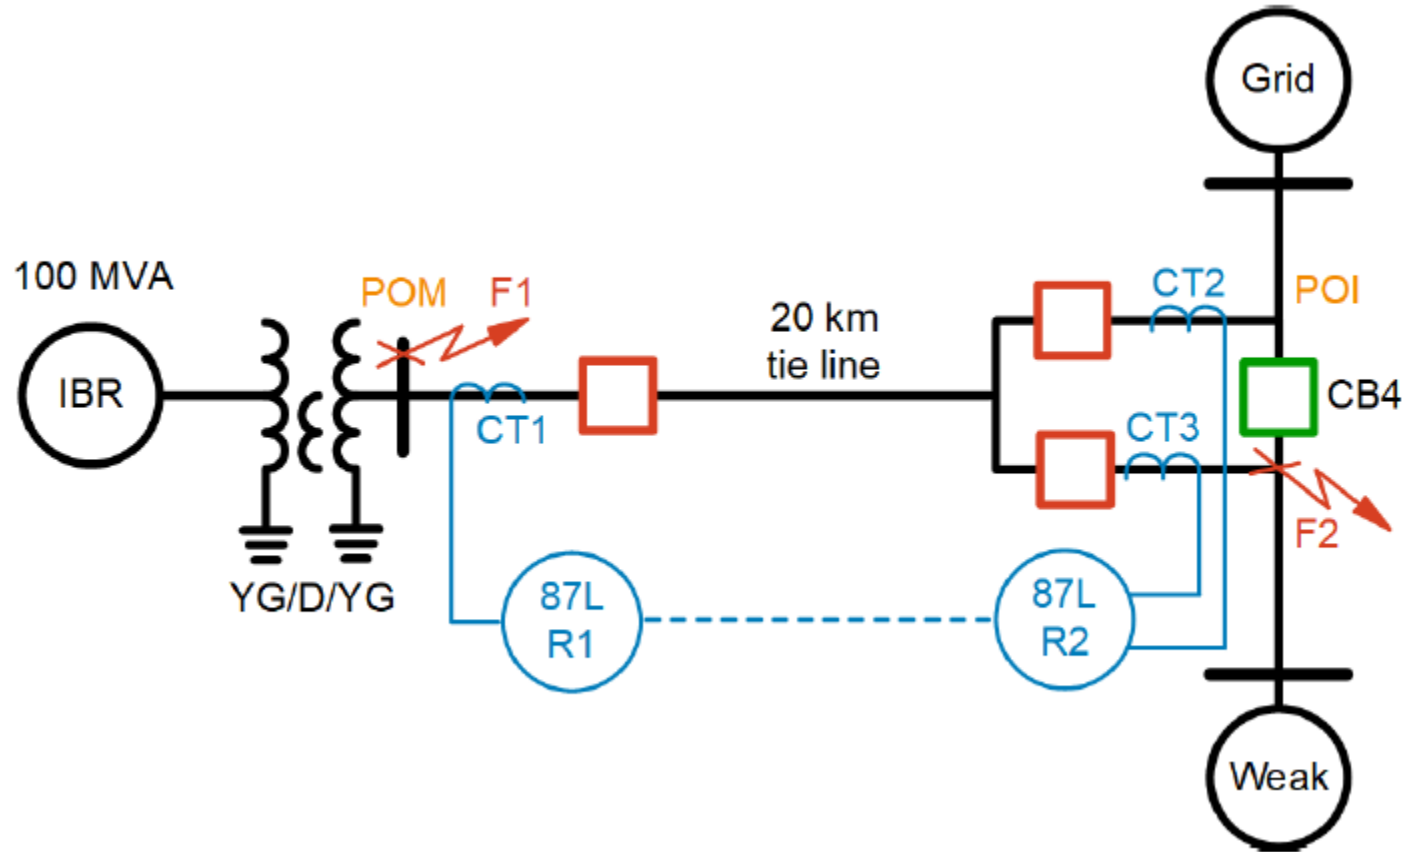 Grid
100 MVA
POM
F1
CT2
POI
20 km
tie line
IBR
CT1
CT3
CB4
F2
YG/D/YG
87L
R1
87L
R2
Weak